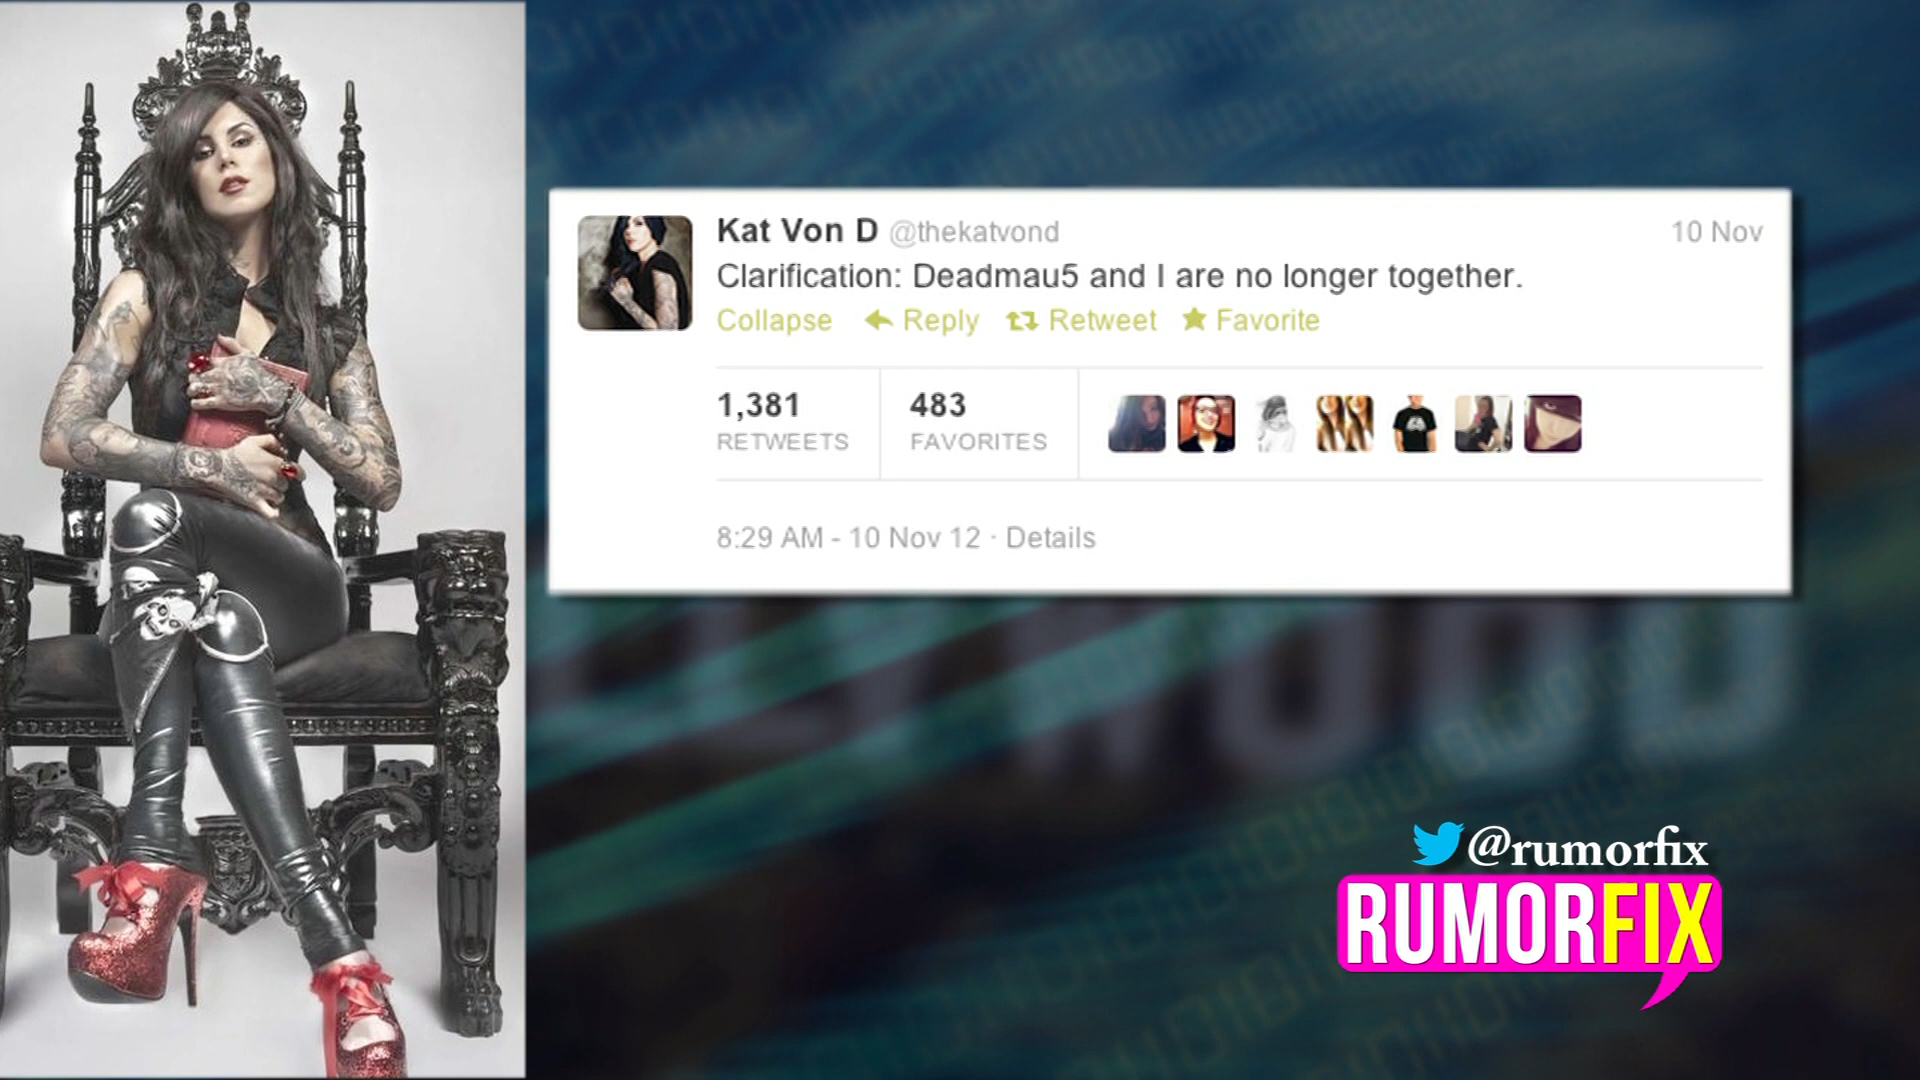 Kat Von D @thekatvond 10 Nov
Clarification: Deadmau5 and I are no longer together.
Collapse Reply Retweet Favorite
1,381 483
RETWEETS FAVORITES
8:29 AM - 10 Nov 12 · Details
@rumorfix
RUMORFIX